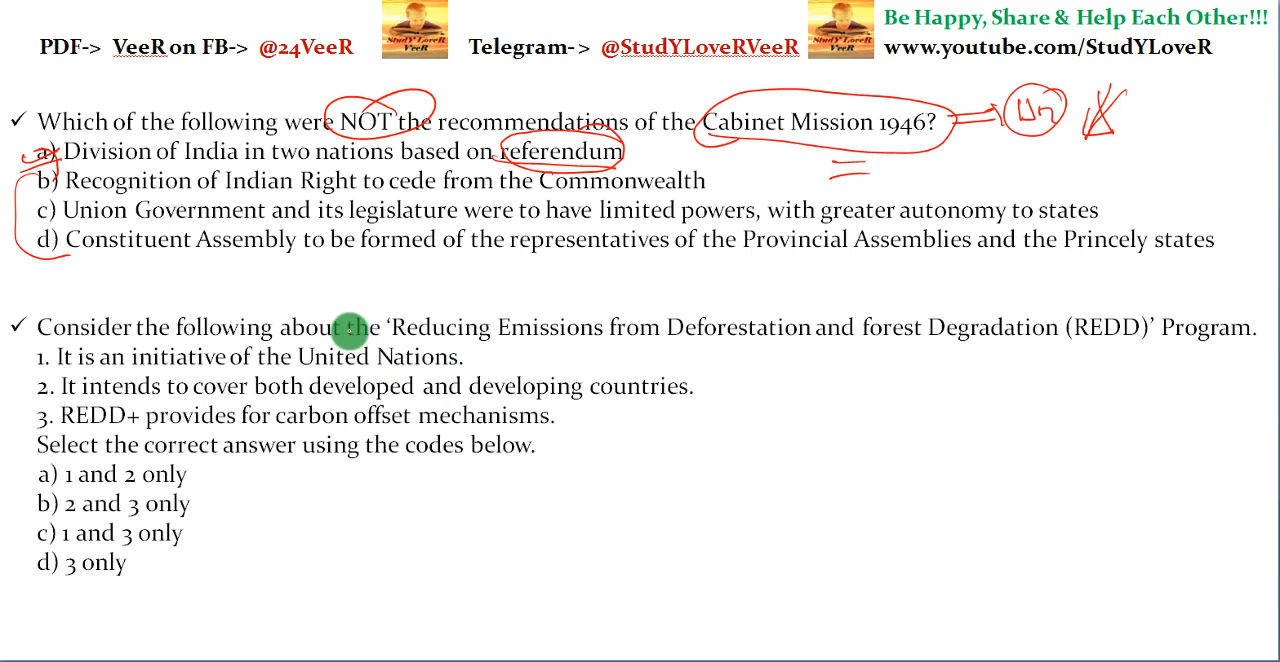 Be Happy, Share & Help Each Other!!!
PDF-> VeeR on FB-> @24VeeR Telegram-> @StudYLoveRVeeR www.youtube.com/StudYLoveR
StudY LoveR
VeeR
StudY LoveR
VeeR
✓ Which of the following were NOT the recommendations of the Cabinet Mission 1946?
a) Division of India in two nations based on referendum
b) Recognition of Indian Right to cede from the Commonwealth
c) Union Government and its legislature were to have limited powers, with greater autonomy to states
d) Constituent Assembly to be formed of the representatives of the Provincial Assemblies and the Princely states
✓ Consider the following about the ‘Reducing Emissions from Deforestation and forest Degradation (REDD)’ Program.
1. It is an initiative of the United Nations.
2. It intends to cover both developed and developing countries.
3. REDD+ provides for carbon offset mechanisms.
Select the correct answer using the codes below.
a) 1 and 2 only
b) 2 and 3 only
c) 1 and 3 only
d) 3 only